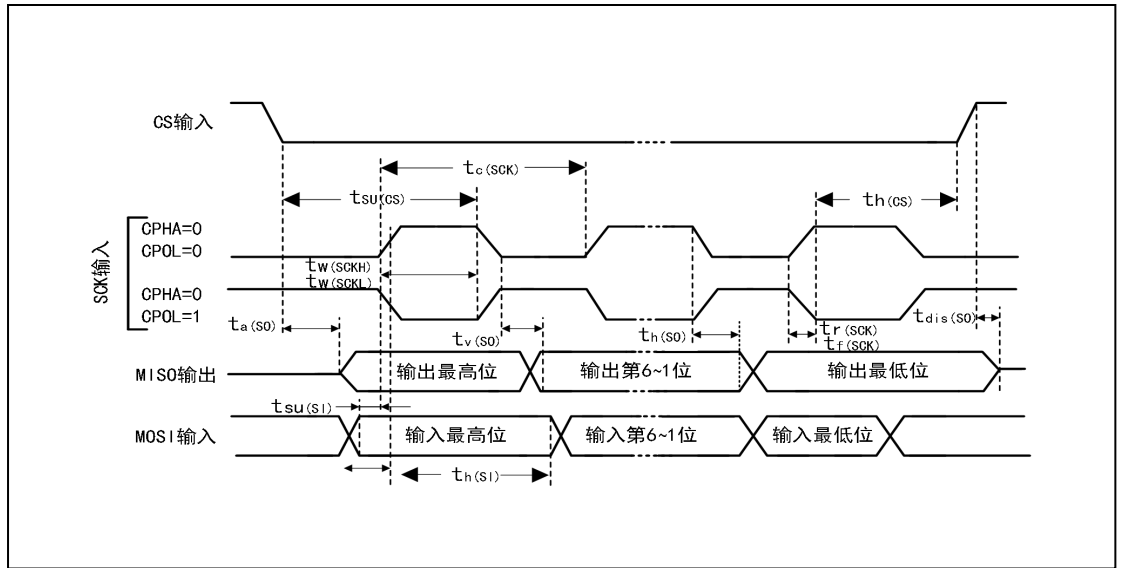 CS输入
tc(SCK)
tSU(CS)
th(CS)
SCK输入
CPHA=0
CPOL=0
tW(SCKH)
tW(SCKL)
CPHA=0
CPOL=1
ta(SO)
tv(SO)
th(SO)
tr(SCK)
tf(SCK)
tdis(SO)
MISO输出
输出最高位
输出第6~1位
输出最低位
tsu(SI)
MOSI输入
输入最高位
输入第6~1位
输入最低位
th(SI)